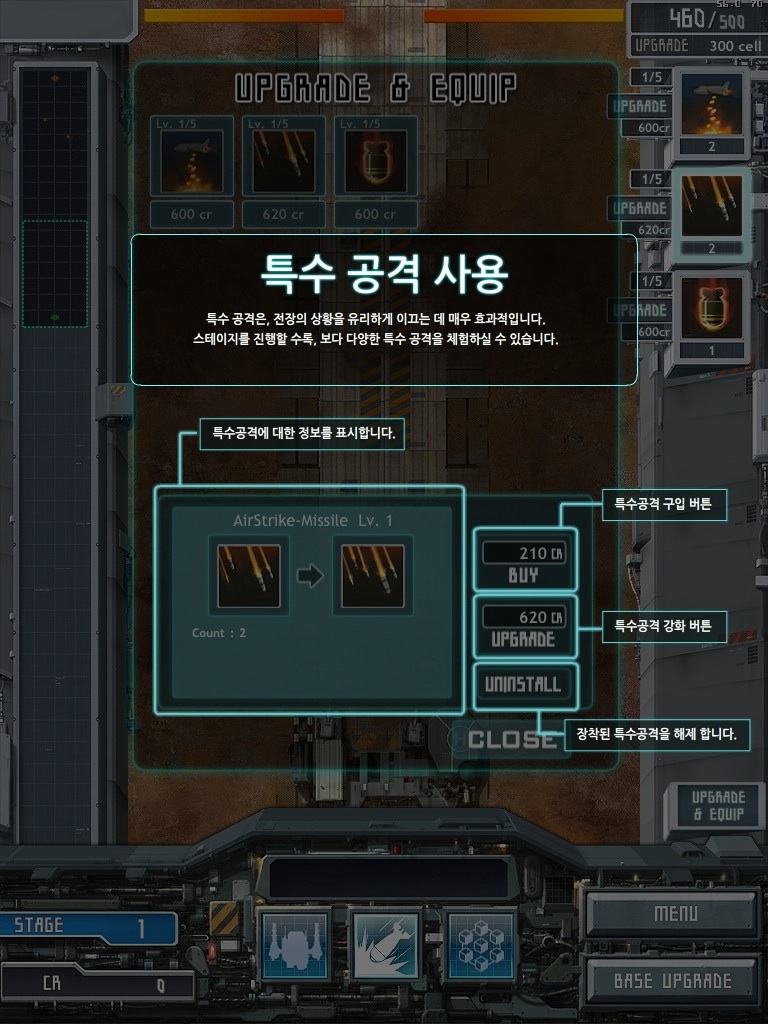 56.0 70
460/500
UPGRADE 300 cell
UPGRADE & EQUIP
Lv. 1/5
Lv. 1/5
Lv. 1/5
600 cr
620 cr
600 cr
1/5
UPGRADE
600cr
2
1/5
UPGRADE
620cr
2
1/5
UPGRADE
600cr
1
특수 공격 사용
특수 공격은, 전장의 상황을 유리하게 이끄는 데 매우 효과적입니다.
스테이지를 진행할 수록, 보다 다양한 특수 공격을 체험하실 수 있습니다.
특수공격에 대한 정보를 표시합니다.
AirStrike-Missile Lv. 1
Count : 2
특수공격 구입 버튼
210 CR
BUY
620 CR
UPGRADE
특수공격 강화 버튼
UNINSTALL
장착된 특수공격을 해제 합니다.
CLOSE
UPGRADE
& EQUIP
STAGE 1
CR 0
MENU
BASE UPGRADE